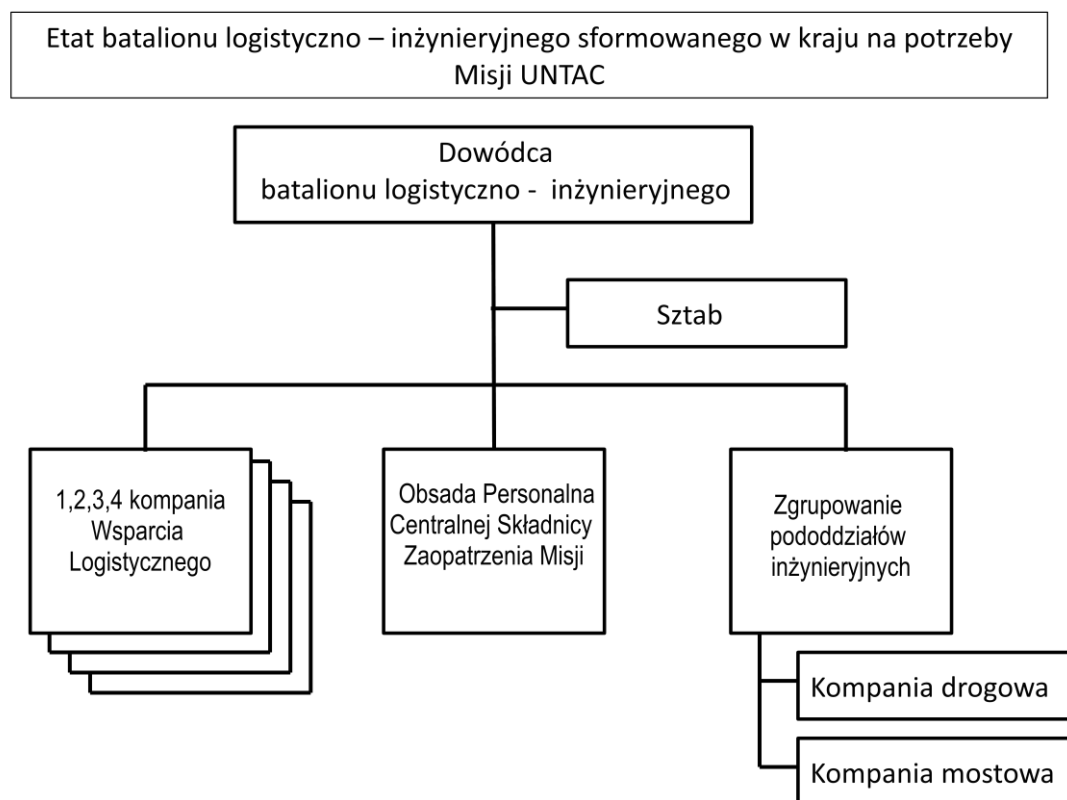 Etat batalionu logistyczno – inżynieryjnego sformowanego w kraju na potrzeby
Misji UNTAC
Dowódca
batalionu logistyczno - inżynieryjnego
Sztab
1,2,3,4 kompania
Wsparcia
Logistycznego
Obsada Personalna
Centralnej Składnicy
Zaopatrzenia Misji
Zgrupowanie
pododdziałów
inżynieryjnych
Kompania drogowa
Kompania mostowa